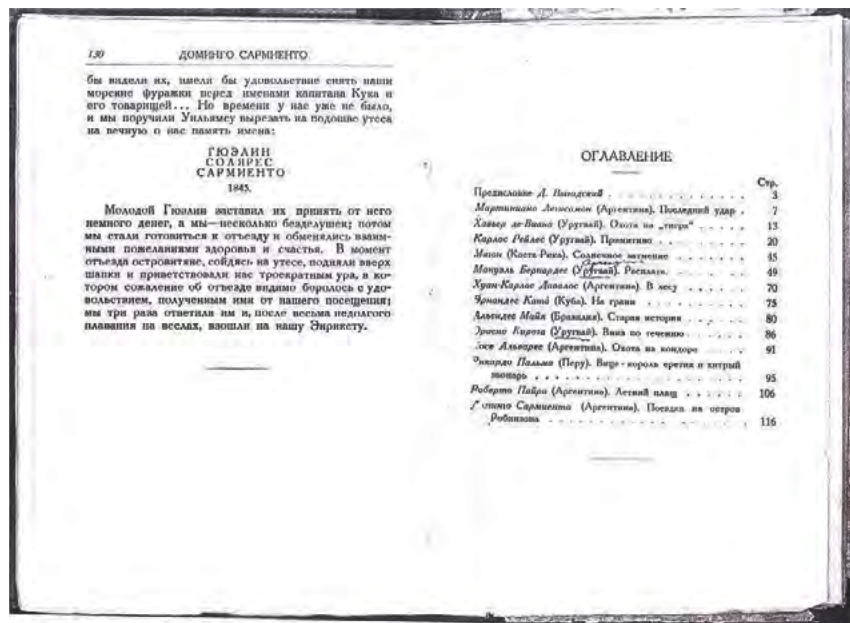 130 ДОМИНГО САРМИЕНТО
бы видели их, имели бы удовольствие снять наши
морские фуражки перед именами капитана Кука и
его товарищей... Но времени у нас уже не было,
и мы поручили Уильямсу вырезать на подошве утеса
на вечную о нас память имена:
ГЮЭЛИН
СОЛЯРЕС
САРМИЕНТО
1845.
Молодой Гюэлин заставил их принять от него
немного денег, а мы—несколько безделушек; потом
мы стали готовиться к отъезду и обменялись взаим-
ными пожеланиями здоровья и счастья. В момент
отъезда островитяне, сойдясь на утесе, подняли вверх
шапки и приветствовали нас троекратным ура, в ко-
тором сожаление об отъезде видимо боролось с удо-
вольствием, полученным ими от нашего посещения;
мы три раза ответили им и, после весьма недолгого
плавания на веслах, взошли на нашу Энрикету.
ОГЛАВЛЕНИЕ
Стр.
Предисловие Д. Выгодский . . . . . . . . . . . 3
Мартиниано Легисамон (Аргентина). Последний удар . 7
Хавьер де-Виана (Уругвай). Охота на „тигра“ . . . . . 13
Карлос Рейлес (Уругвай). Примитиво . . . . . . . 20
(Коста-Рика). Солнечное затмение . . . . . 45
Мануэль Бернардес (Уругвай). Расплата. . . . . . . 49
Хуан-Карлос Давалос (Аргентина). В лесу . . . . . . 70
Эрнандес Ката (Куба). На грани . . . . . . . . 75
Альсидес Майя (Бразилия). Старая история . . . . . 80
Орасио Кирога (Уругвай). Вниз по течению . . . . . 86
Альварес (Аргентина). Охота на кондора . . . . 91
Рикардо Пальма (Перу). Вице-король еретик и хитрый
звонарь . . . . . . . . . . . . . . . . 95
Роберто Пайро (Аргентина). Летний плащ . . . . . . 106
Сармиенто (Аргентина). Поездка на остров
Робинзона . . . . . . . . . . . . . . . 116